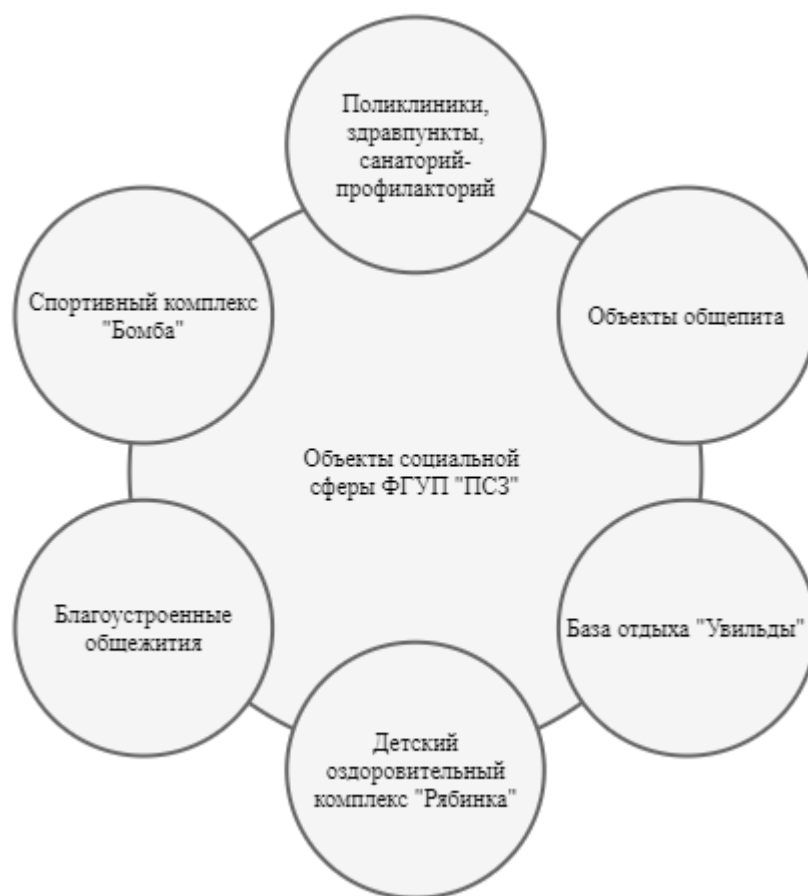 Поликлиники,
здравпункты,
санаторий-
профилакторий
Спортивный комплекс
"Бомба"
Объекты общепита
Объекты социальной
сферы ФГУП "ПСЗ"
Благоустроенные
общежития
База отдыха "Увильды"
Детский
оздоровительный
комплекс "Рябинка"